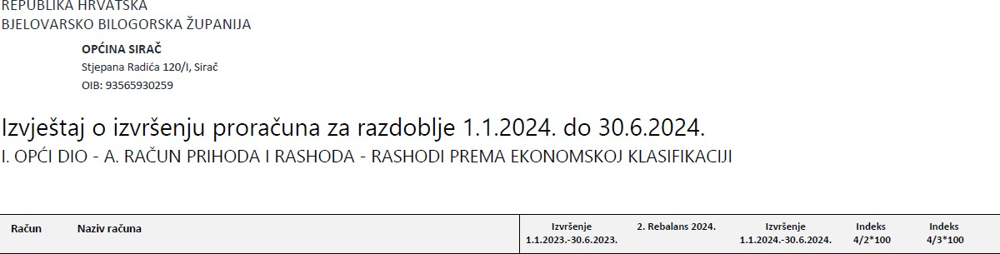 REPUBLIKA HRVATSKA
BJELOVARSKO BILOGORSKA ŽUPANIJA
OPĆINA SIRAČ
Stjepana Radića 120/I, Sirač
OIB: 93565930259
Izvještaj o izvršenju proračuna za razdoblje 1.1.2024. do 30.6.2024.
I. OPĆI DIO - A. RAČUN PRIHODA I RASHODA - RASHODI PREMA EKONOMSKOJ KLASIFIKACIJI
Račun Naziv računa Izvršenje 2. Rebalans 2024. Izvršenje Indeks Indeks
1.1.2023.-30.6.2023. 1.1.2024.-30.6.2024. 4/2*100 4/3*100